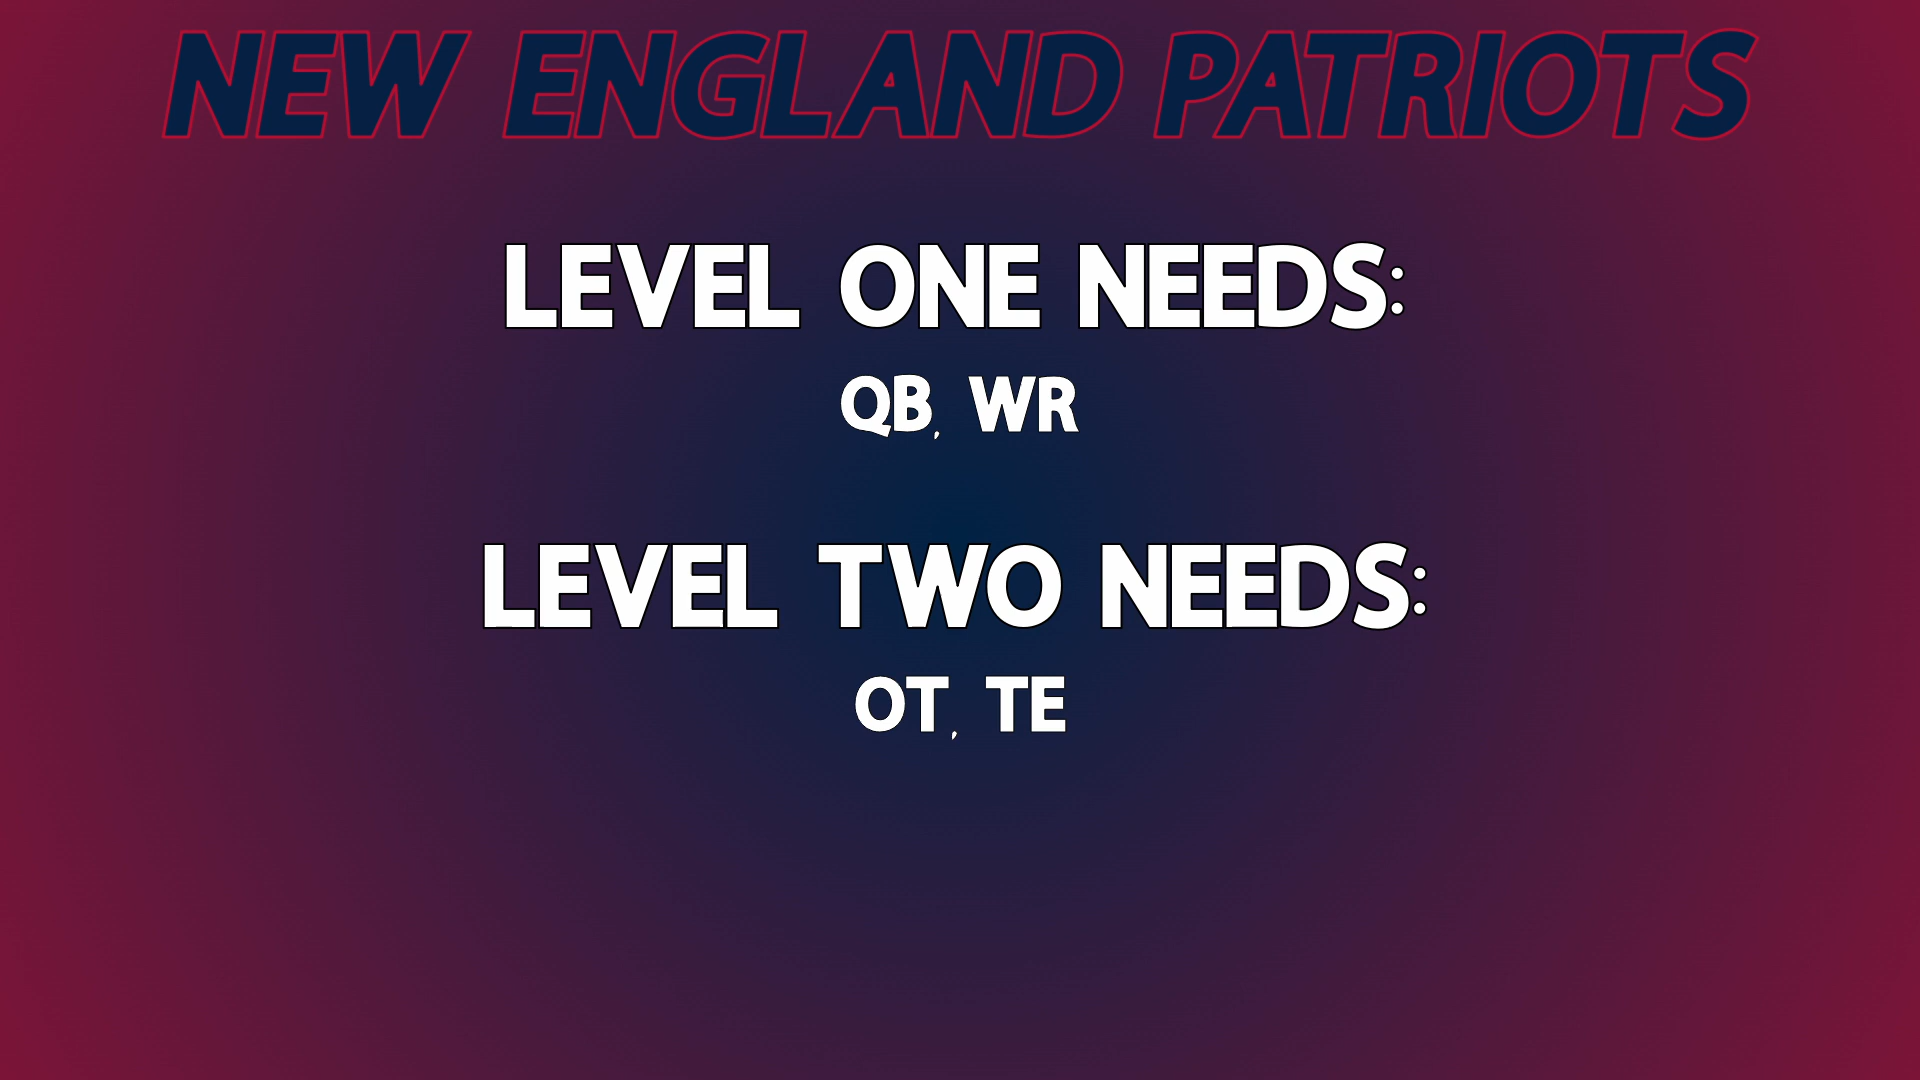 NEW ENGLAND PATRIOTS
LEVEL ONE NEEDS:
QB, WR
LEVEL TWO NEEDS:
OT, TE